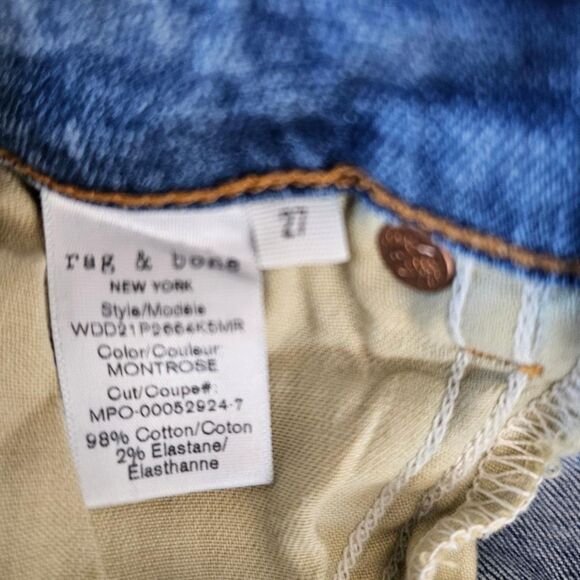 27
rag & bone
NEW YORK
Style/Modèle
WDD21P2664K5MR
Color/Couleur
MONTROSE
Cut/Coupe#:
MPO-00052924-7
98% Cotton/Coton
2% Elastane/
Elasthanne